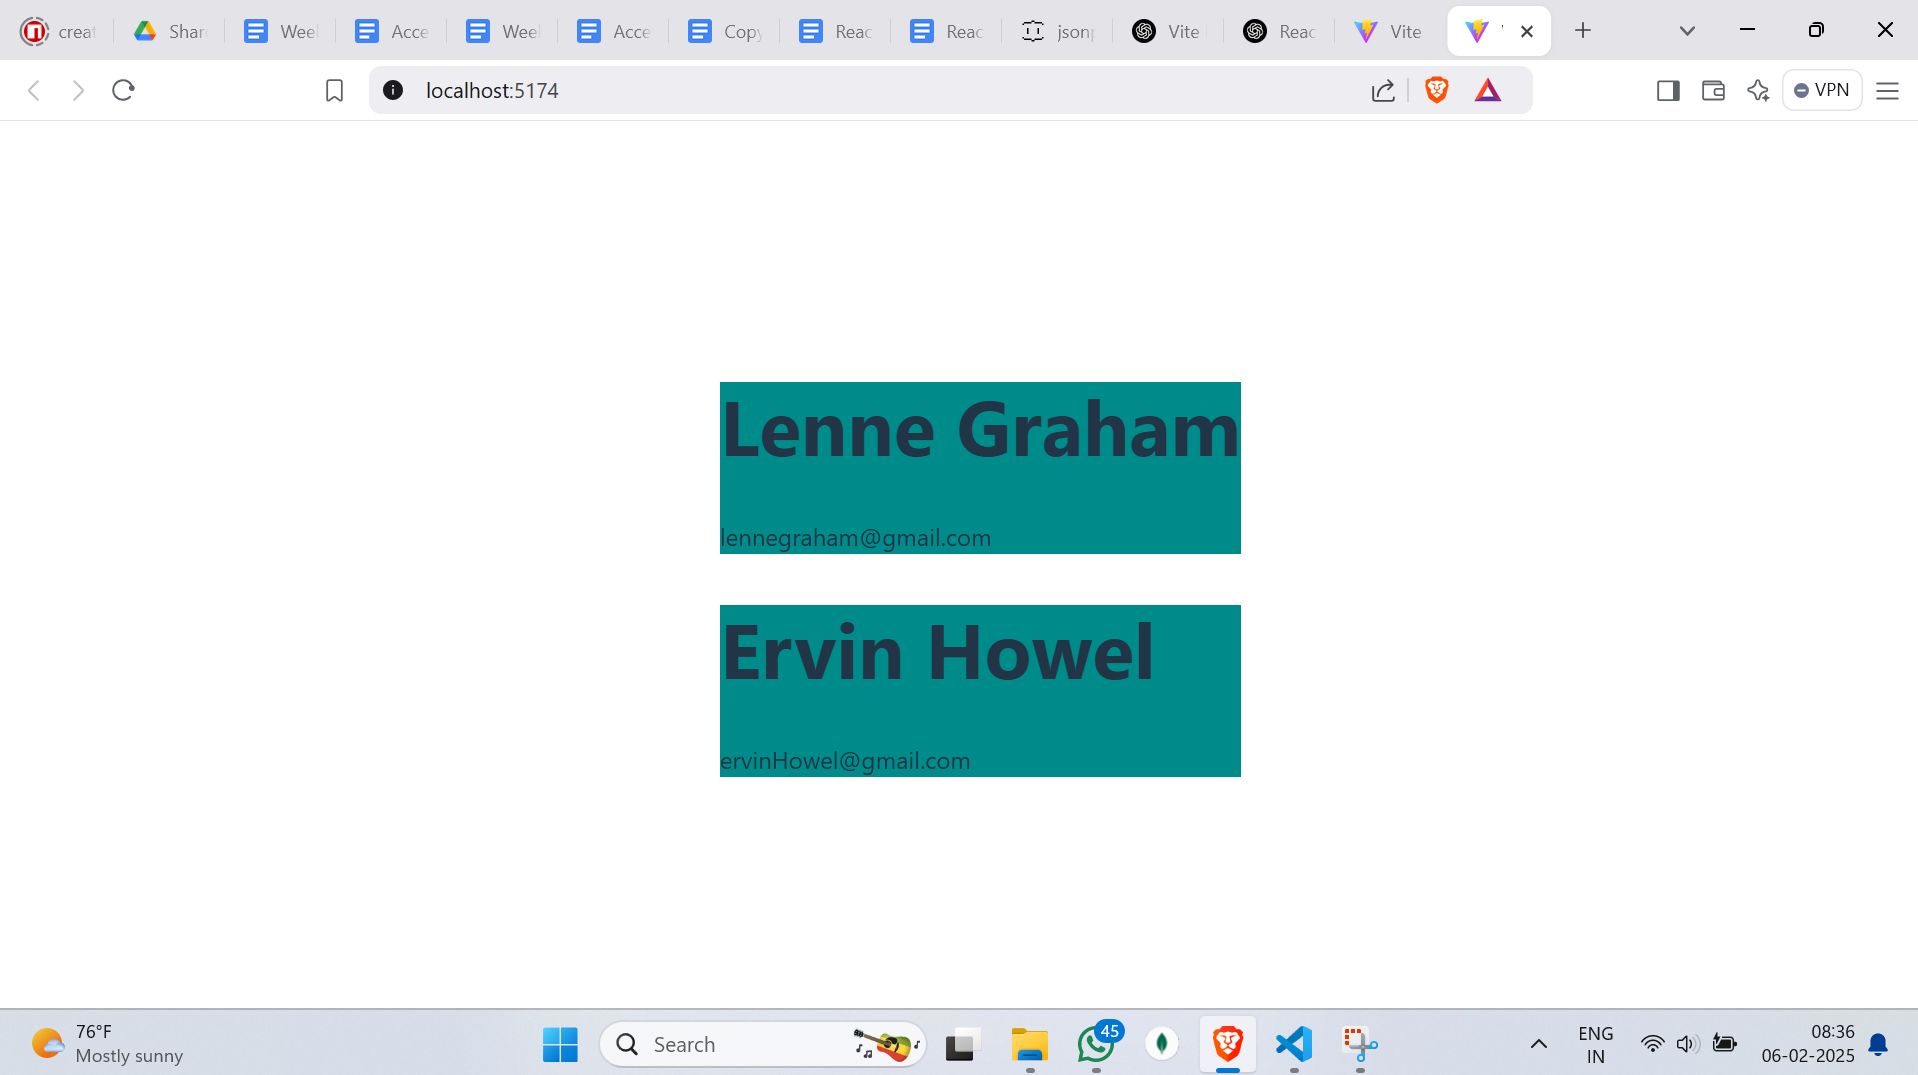 creat
Shar
Weel
Acce
Weel
Acce
Copy
Reac
Reac
jsonp
Vite
Reac
Vite
localhost:5174
VPN
Lenne Graham
lennegraham@gmail.com
Ervin Howel
ervinHowel@gmail.com
76°F
Mostly sunny
Search
45
ENG
IN
08:36
06-02-2025